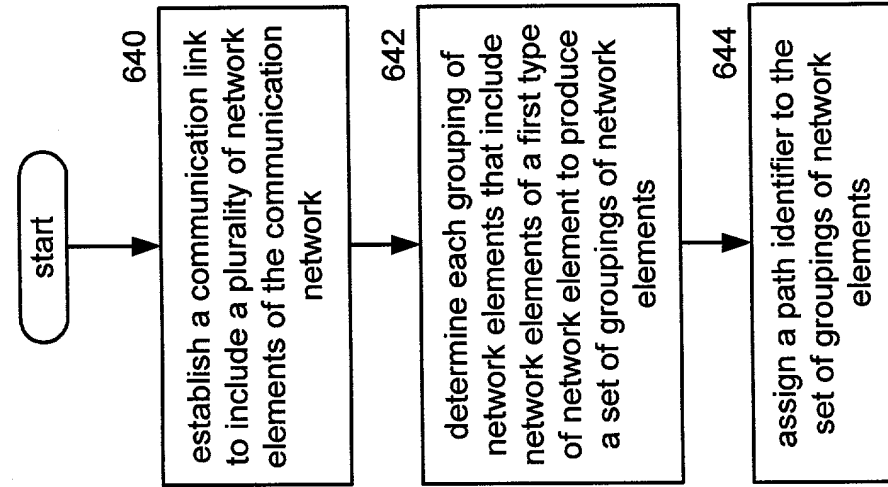 start
640
establish a communication link
to include a plurality of network
elements of the communication
network
642
determine each grouping of
network elements that include
network elements of a first type
of network element to produce
a set of groupings of network
elements
644
assign a path identifier to the
set of groupings of network
elements